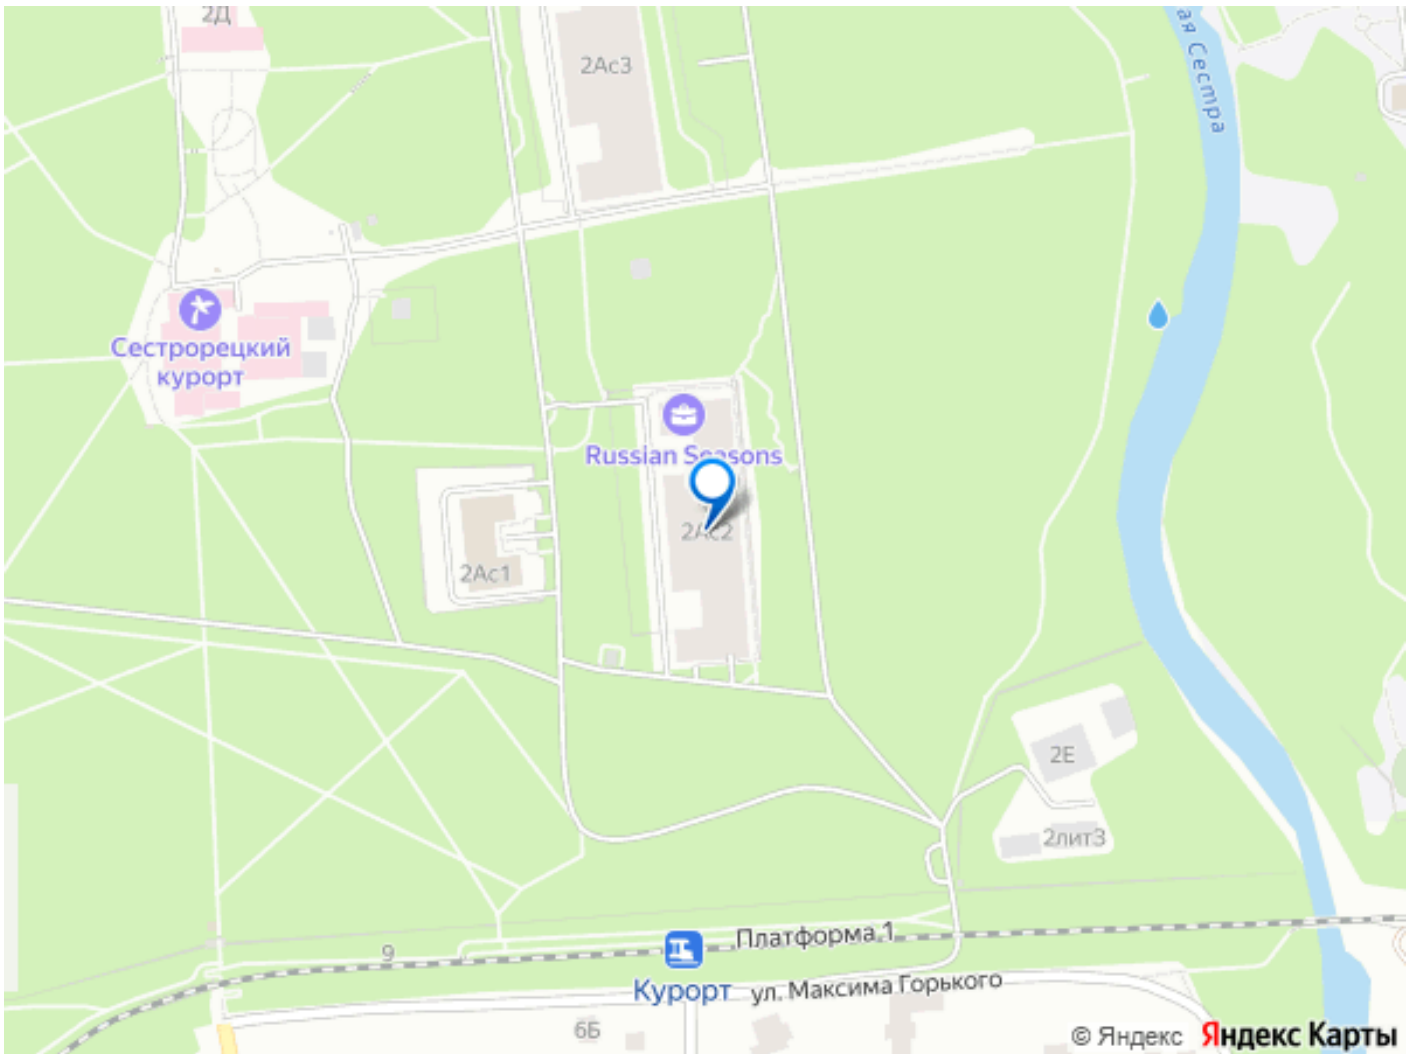 2Д
2Ас3
ая Сестра
Сестрорецкий
курорт
Russian Seasons
2Ас2
2Ас1
2Е
2лит3
9
Платформа 1
Курорт
ул. Максима Горького
6Б
© Яндекс Яндекс Карты